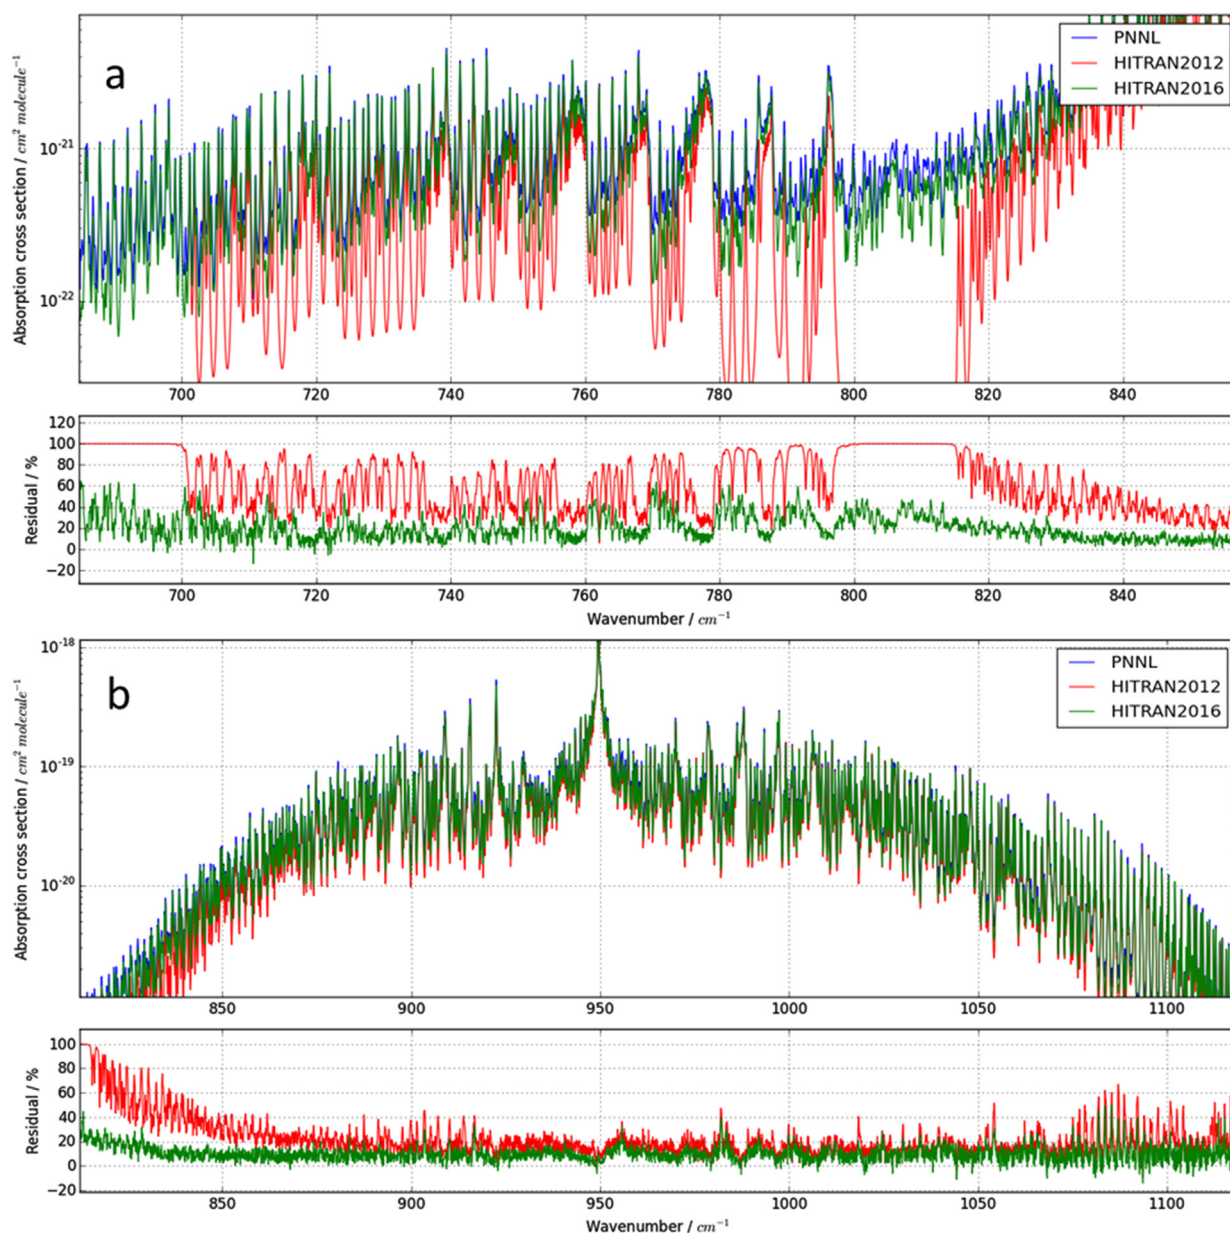 a
PNNL
HITRAN2012
HITRAN2016
Absorption cross section / cm² molecule⁻¹
10⁻²¹
10⁻²²
700 720 740 760 780 800 820 840
Residual / %
120
100
80
60
40
20
0
−20
700 720 740 760 780 800 820 840
Wavenumber / cm⁻¹
b
PNNL
HITRAN2012
HITRAN2016
Absorption cross section / cm² molecule⁻¹
10⁻¹⁸
10⁻¹⁹
10⁻²⁰
850 900 950 1000 1050 1100
Residual / %
100
80
60
40
20
0
−20
850 900 950 1000 1050 1100
Wavenumber / cm⁻¹